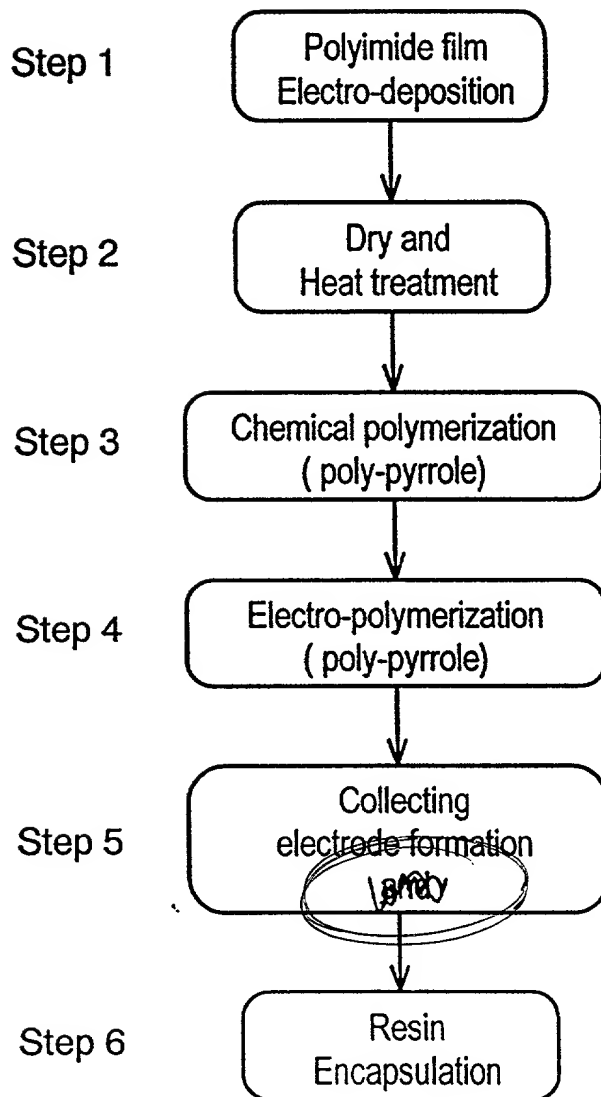 Step 1
Polyimide film
Electro-deposition
Step 2
Dry and
Heat treatment
Step 3
Chemical polymerization
( poly-pyrrole)
Step 4
Electro-polymerization
( poly-pyrrole)
Step 5
Collecting
electrode formation
Step 6
Resin
Encapsulation